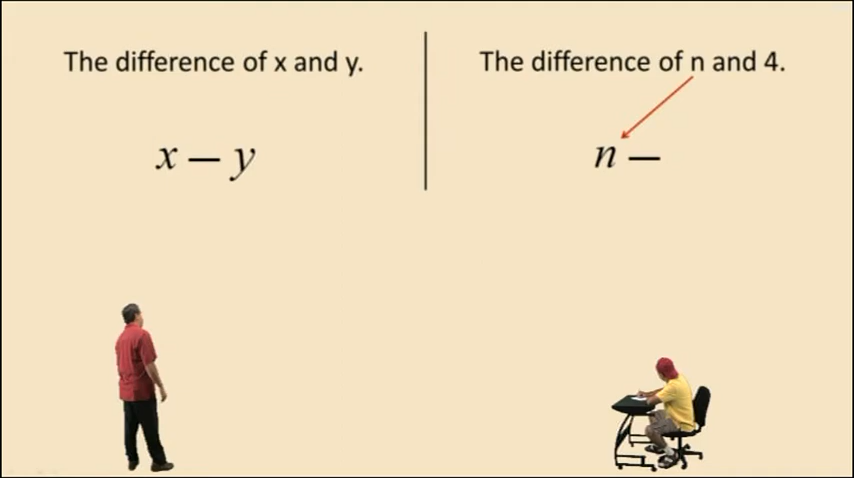 The difference of x and y.
x — y
The difference of n and 4.
n —